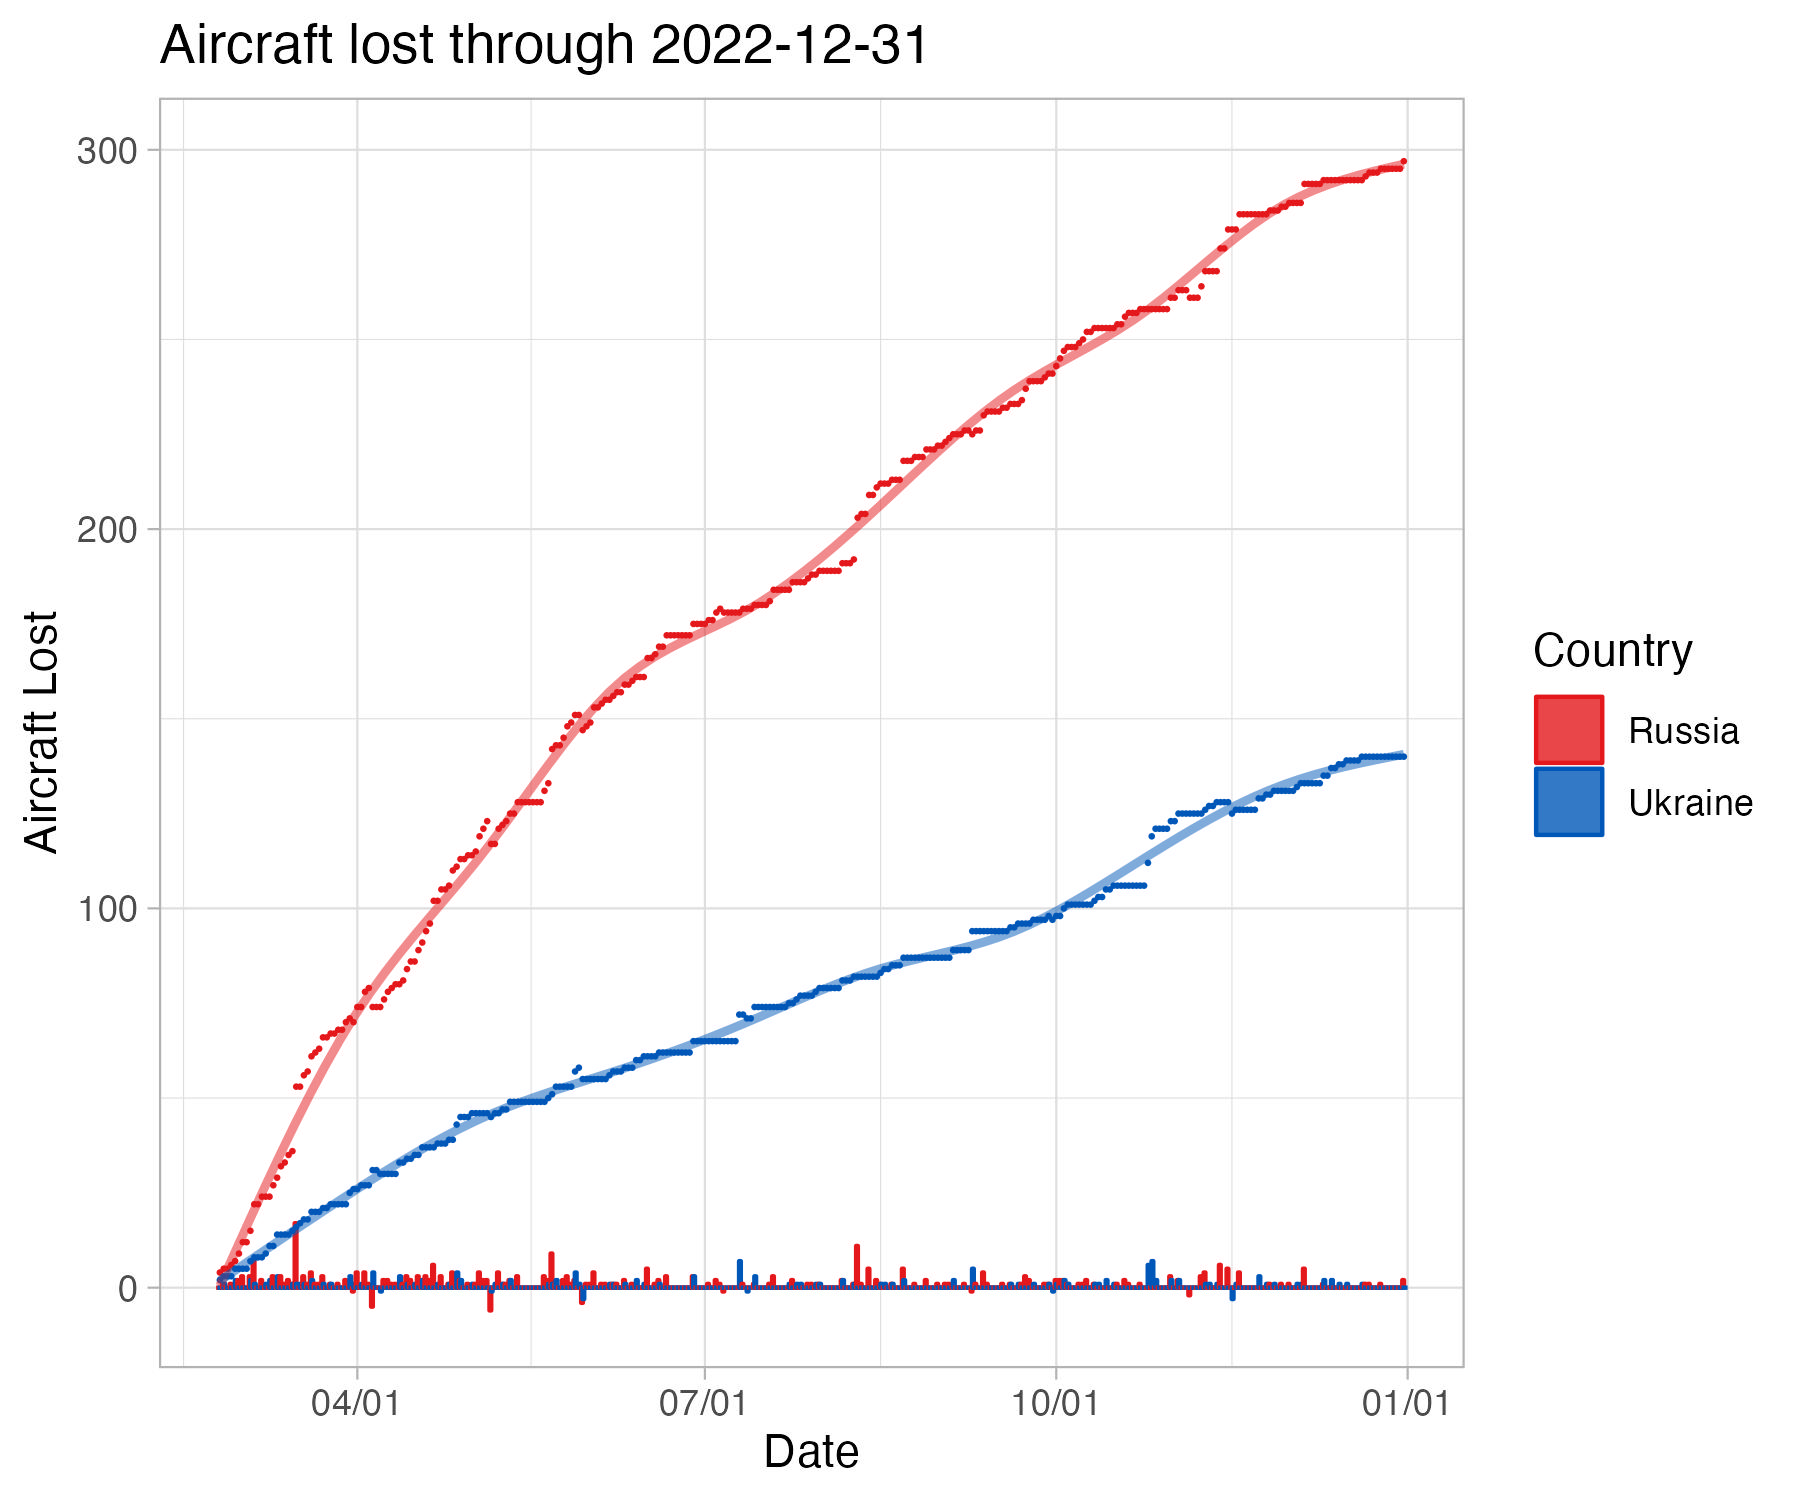 Aircraft lost through 2022-12-31
300
200
100
0
Aircraft Lost
04/01
07/01
10/01
01/01
Date
Country
Russia
Ukraine